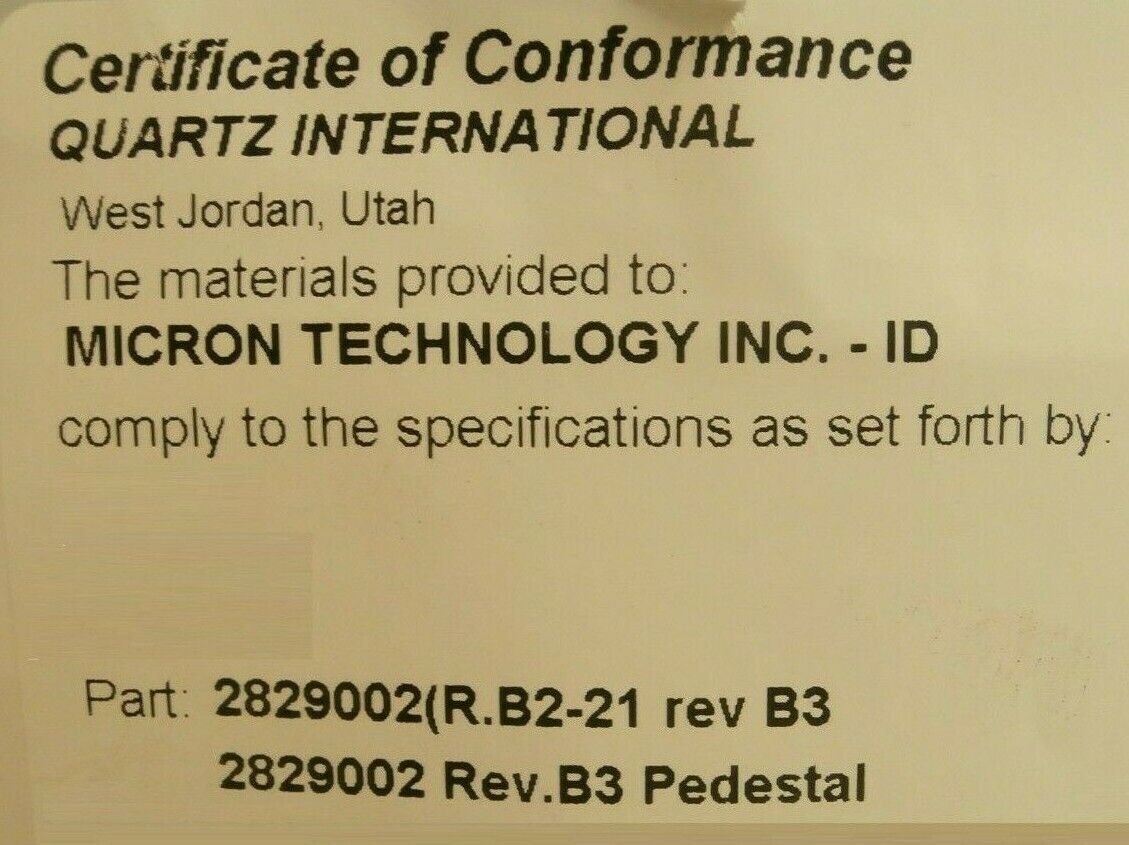 Certificate of Conformance
QUARTZ INTERNATIONAL
West Jordan, Utah
The materials provided to:
MICRON TECHNOLOGY INC. - ID
comply to the specifications as set forth by:
Part: 2829002(R.B2-21 rev B3
2829002 Rev.B3 Pedestal